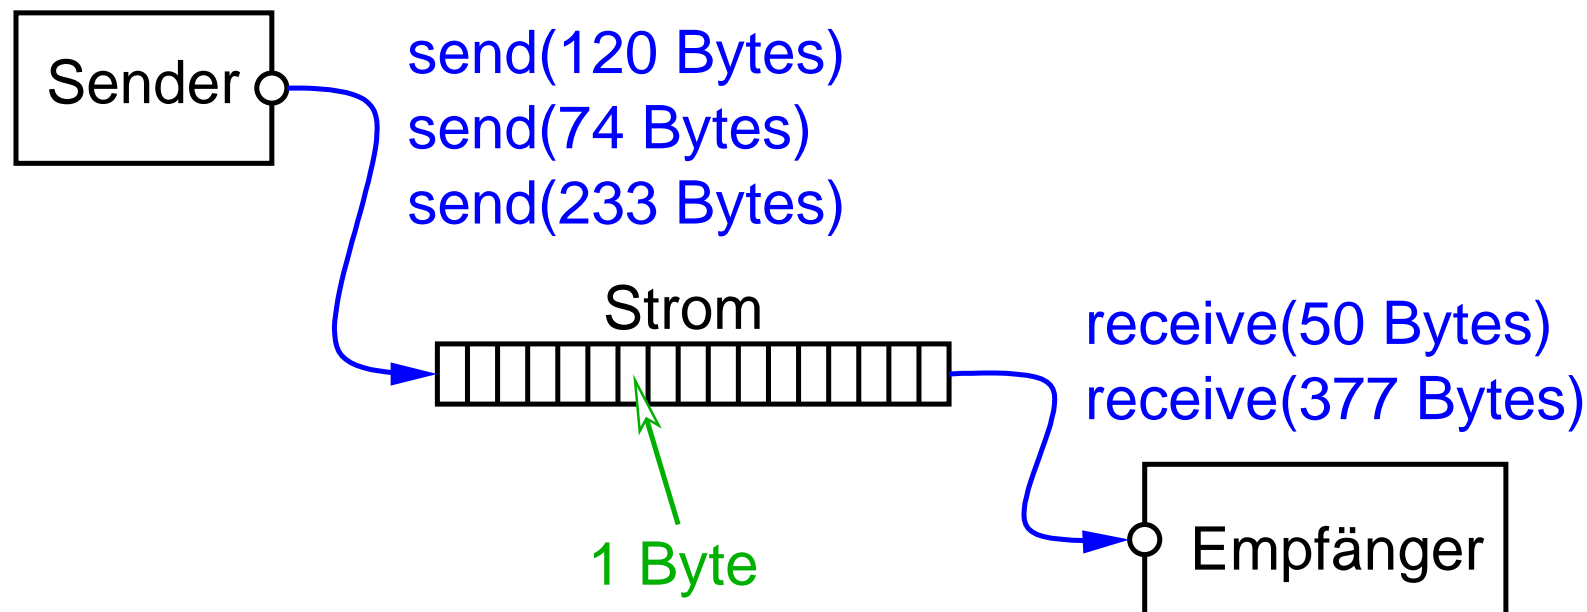 Sender
send(120 Bytes)
send(74 Bytes)
send(233 Bytes)
Strom
receive(50 Bytes)
receive(377 Bytes)
1 Byte
Empfänger